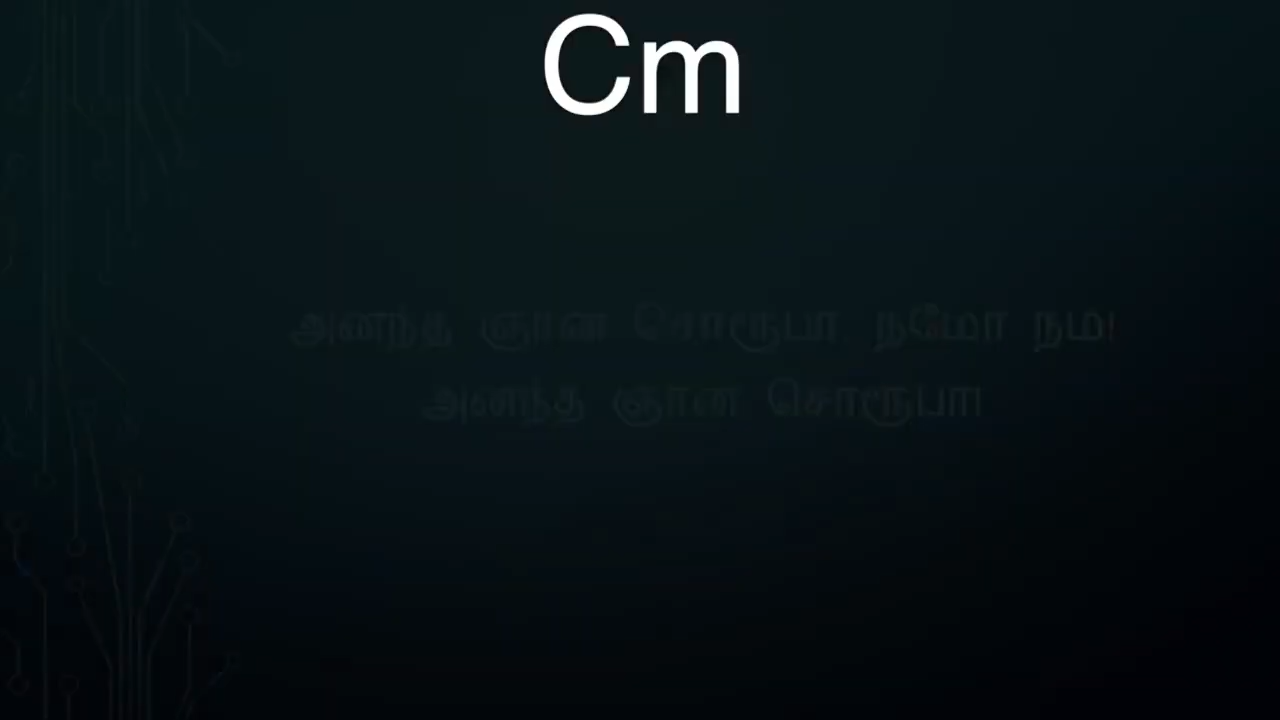 Cm
அனந்த ஞான சொரூபா நமோ நம!
அனந்த ஞான சொரூபா!